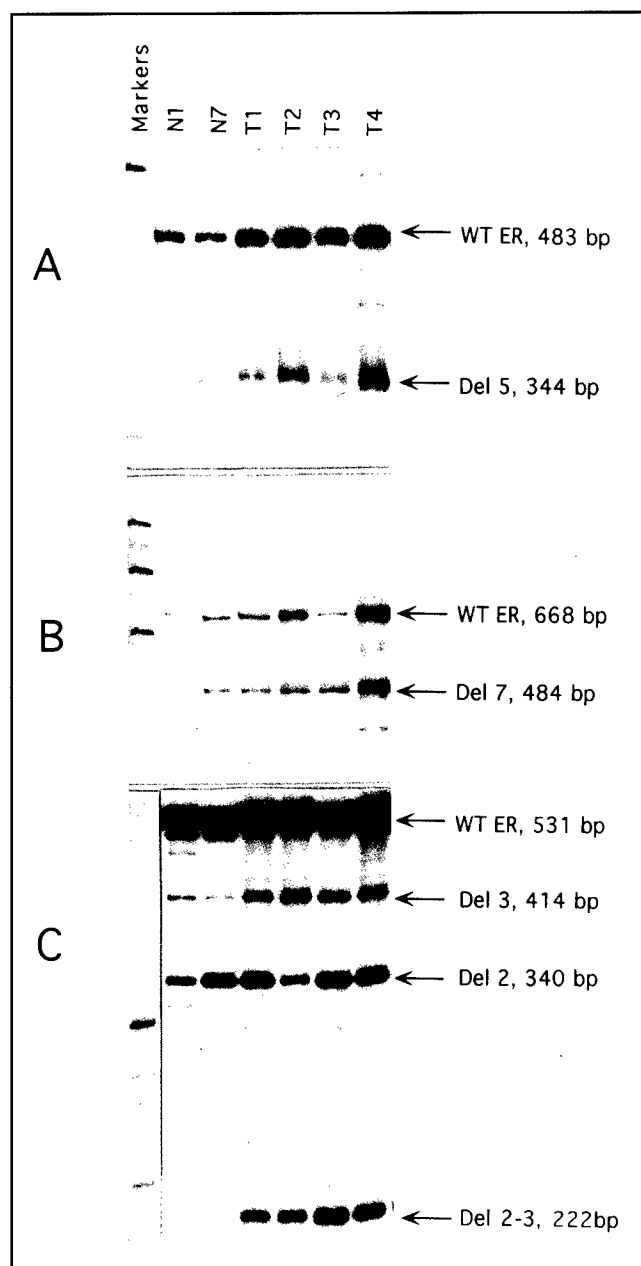 Markers
N1
N7
T1
T2
T3
T4
A
WT ER, 483 bp
Del 5, 344 bp
B
WT ER, 668 bp
Del 7, 484 bp
C
WT ER, 531 bp
Del 3, 414 bp
Del 2, 340 bp
Del 2-3, 222bp